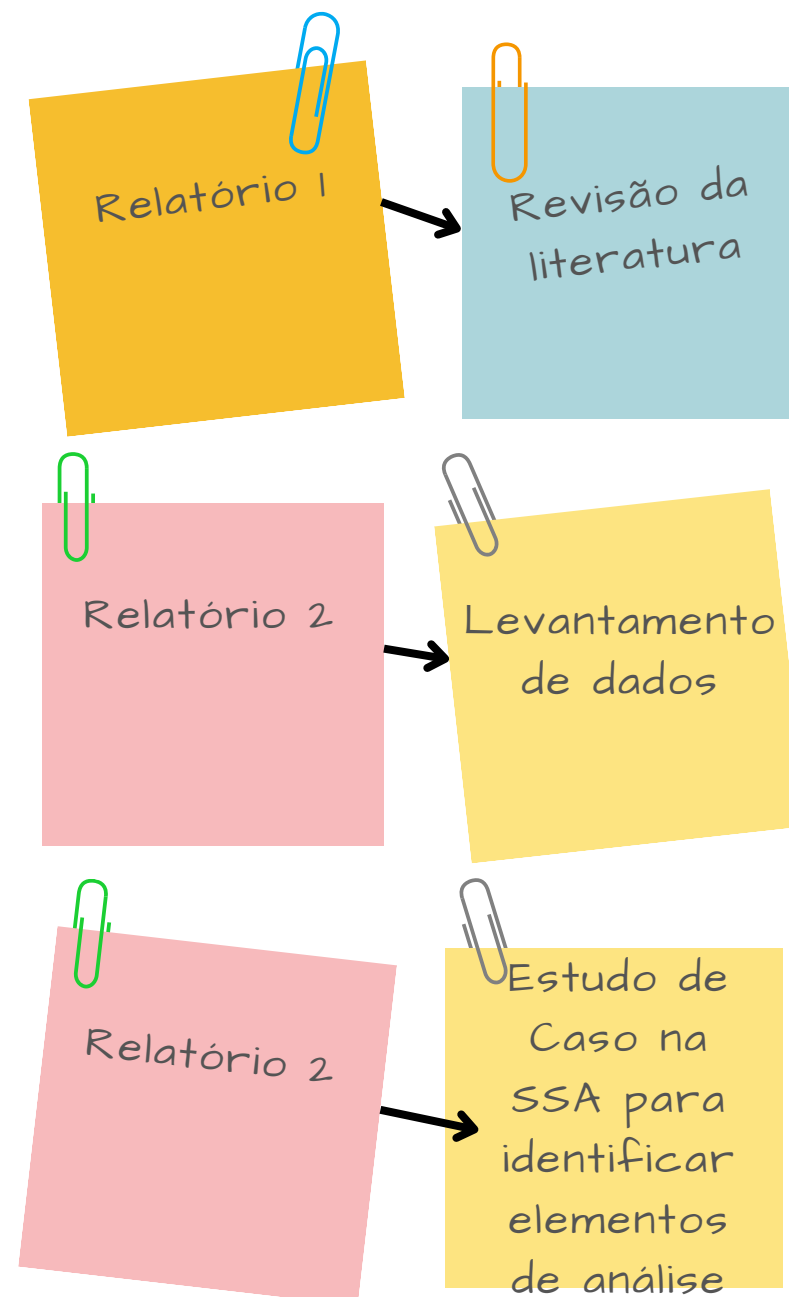 Relatório 1
Revisão da
literatura
Relatório 2
Levantamento
de dados
Relatório 2
Estudo de
Caso na
SSA para
identificar
elementos
de análise